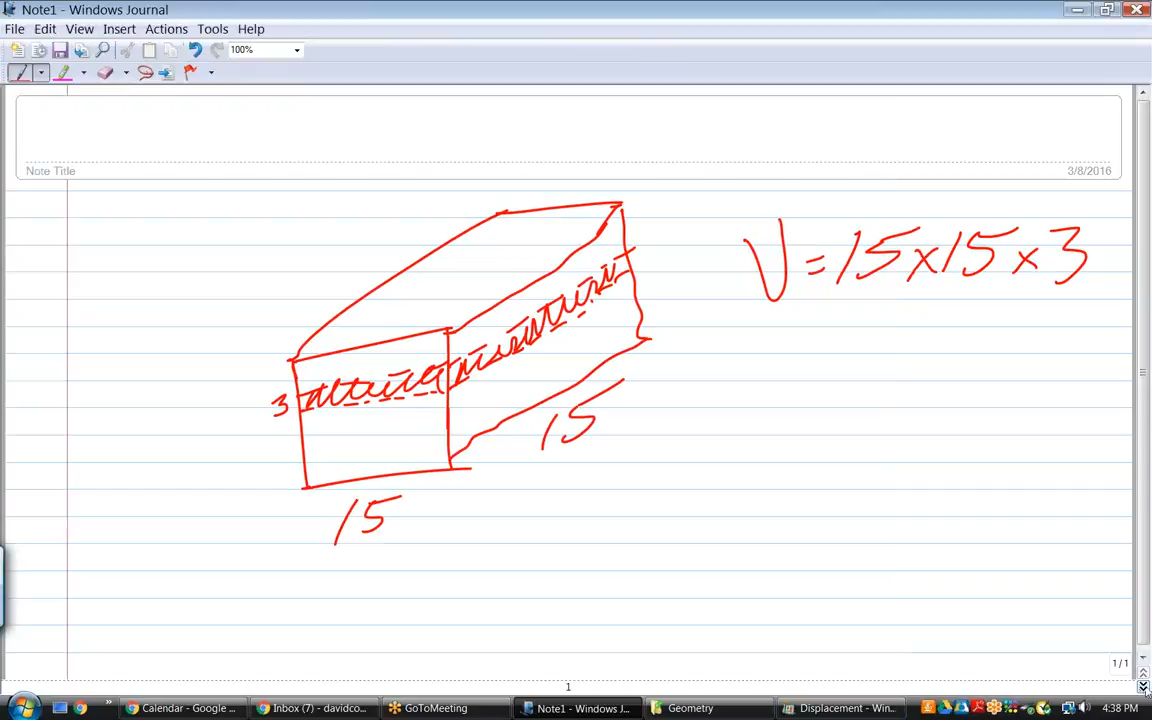 Note1 - Windows Journal
File Edit View Insert Actions Tools Help
100%
Note Title
3/8/2016
V = 15 x 15 x 3
3
15
15
1/1
1
Calendar - Google ...
Inbox (7) - davidco...
GoToMeeting
Note1 - Windows J...
Geometry
Displacement - Win...
4:38 PM